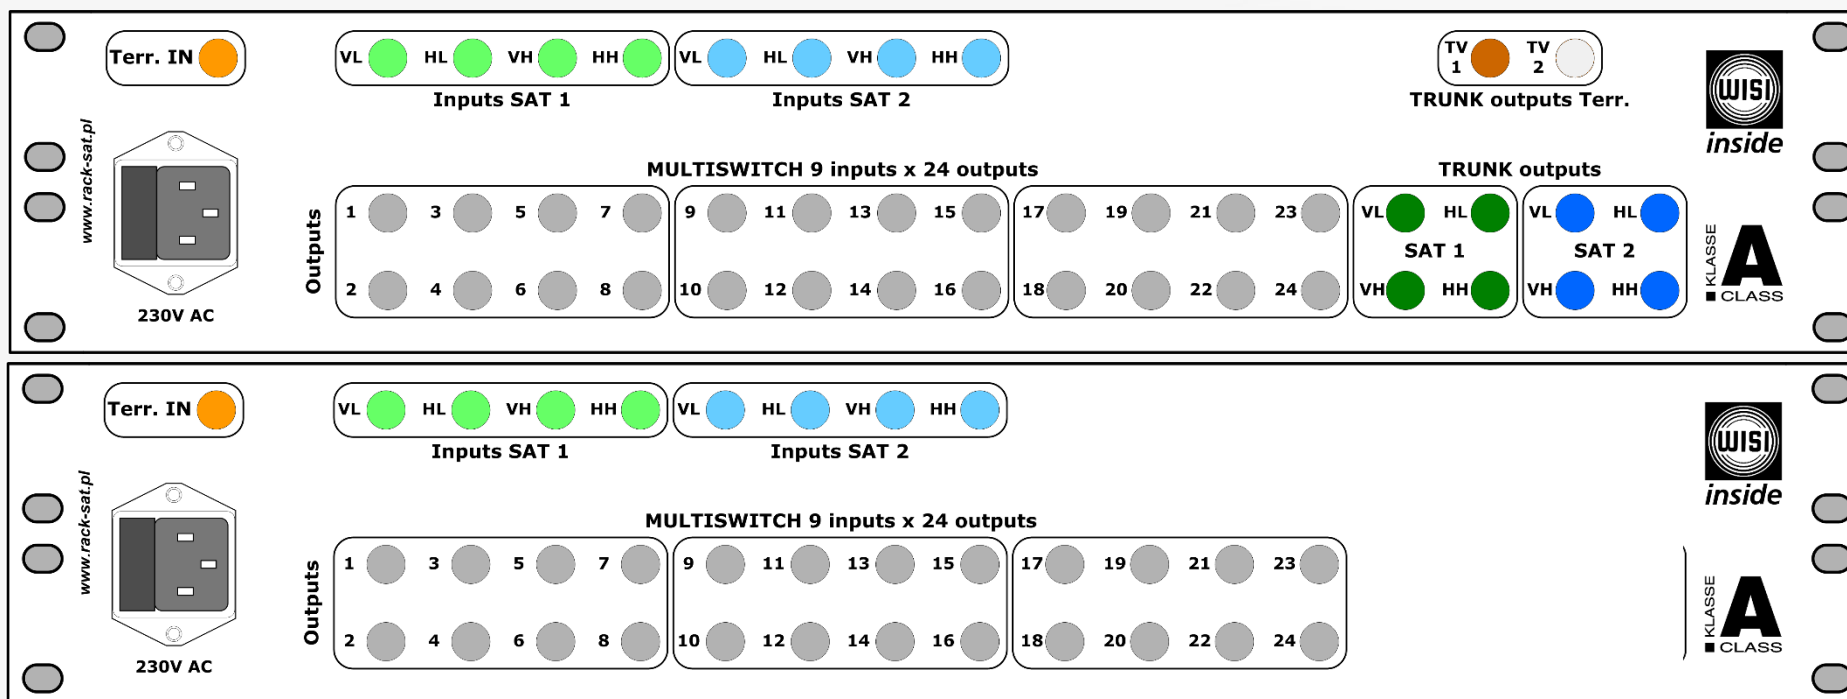 Terr. IN VL HL VH HH VL HL VH HH TV 1 TV 2
Inputs SAT 1 Inputs SAT 2 TRUNK outputs Terr.
WISI
inside
www.rack-sat.pl
MULTISWITCH 9 inputs x 24 outputs TRUNK outputs
Outputs
1 3 5 7 9 11 13 15 17 19 21 23 VL HL VL HL
SAT 1 SAT 2
2 4 6 8 10 12 14 16 18 20 22 24 VH HH VH HH
230V AC
KLASSE
A
CLASS
Terr. IN VL HL VH HH VL HL VH HH
Inputs SAT 1 Inputs SAT 2
WISI
inside
www.rack-sat.pl
MULTISWITCH 9 inputs x 24 outputs
Outputs
1 3 5 7 9 11 13 15 17 19 21 23
2 4 6 8 10 12 14 16 18 20 22 24
230V AC
KLASSE
A
CLASS